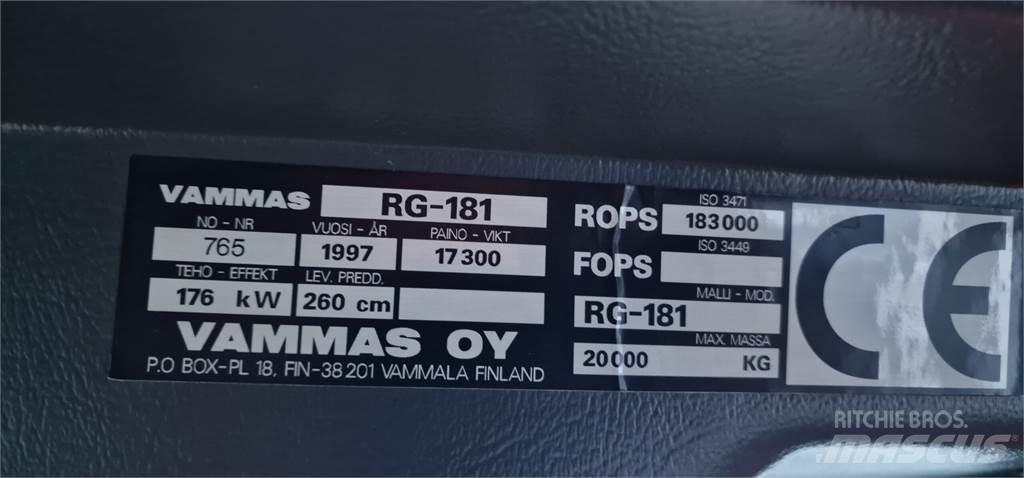 VAMMAS RG-181
NO - NR VUOSI - ÅR PAINO - VIKT
765 1997 17300
TEHO - EFFEKT LEV. PREDD.
176 kW 260 cm
VAMMAS OY
P.O BOX-PL 18, FIN-38201 VAMMALA FINLAND
ISO 3471
ROPS 183000
ISO 3449
FOPS
MALLI - MOD.
RG-181
MAX. MASSA
20000 KG
CE
RITCHIE BROS.
MASCUS